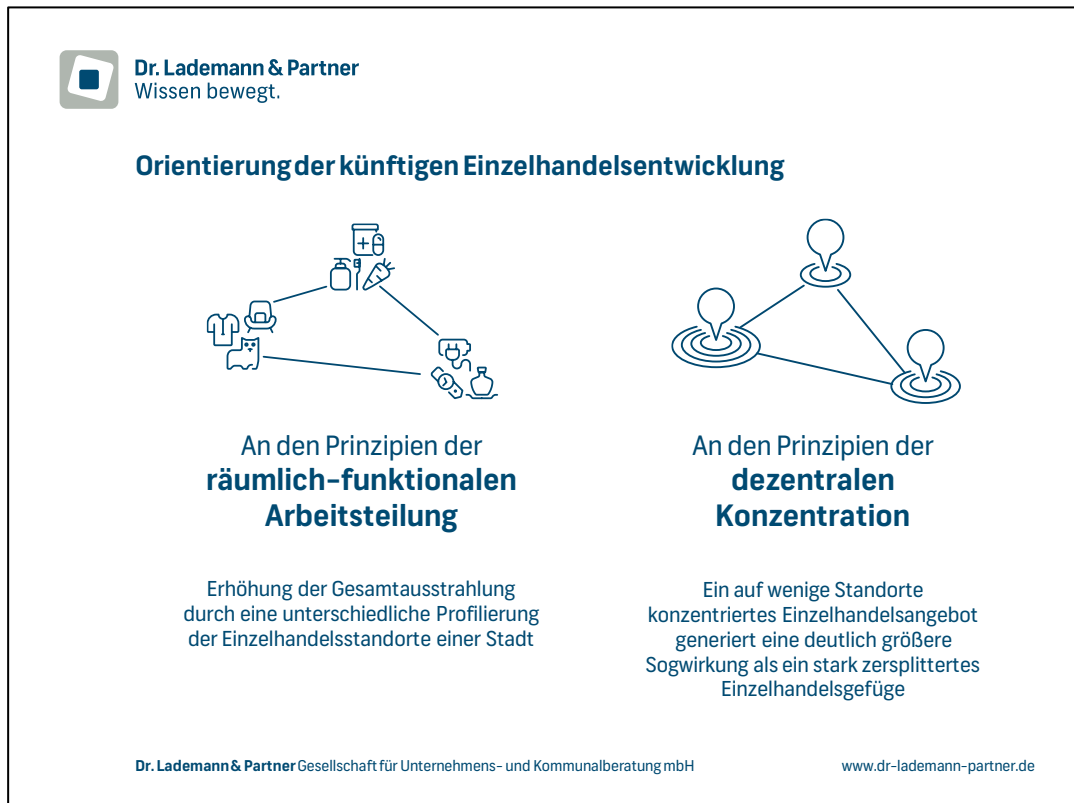 Dr. Lademann & Partner
Wissen bewegt.
Orientierung der künftigen Einzelhandelsentwicklung
An den Prinzipien der
räumlich-funktionalen
Arbeitsteilung
Erhöhung der Gesamtausstrahlung
durch eine unterschiedliche Profilierung
der Einzelhandelsstandorte einer Stadt
An den Prinzipien der
dezentralen
Konzentration
Ein auf wenige Standorte
konzentriertes Einzelhandelsangebot
generiert eine deutlich größere
Sogwirkung als ein stark zersplittertes
Einzelhandelsgefüge
Dr. Lademann & Partner Gesellschaft für Unternehmens- und Kommunalberatung mbH
www.dr-lademann-partner.de